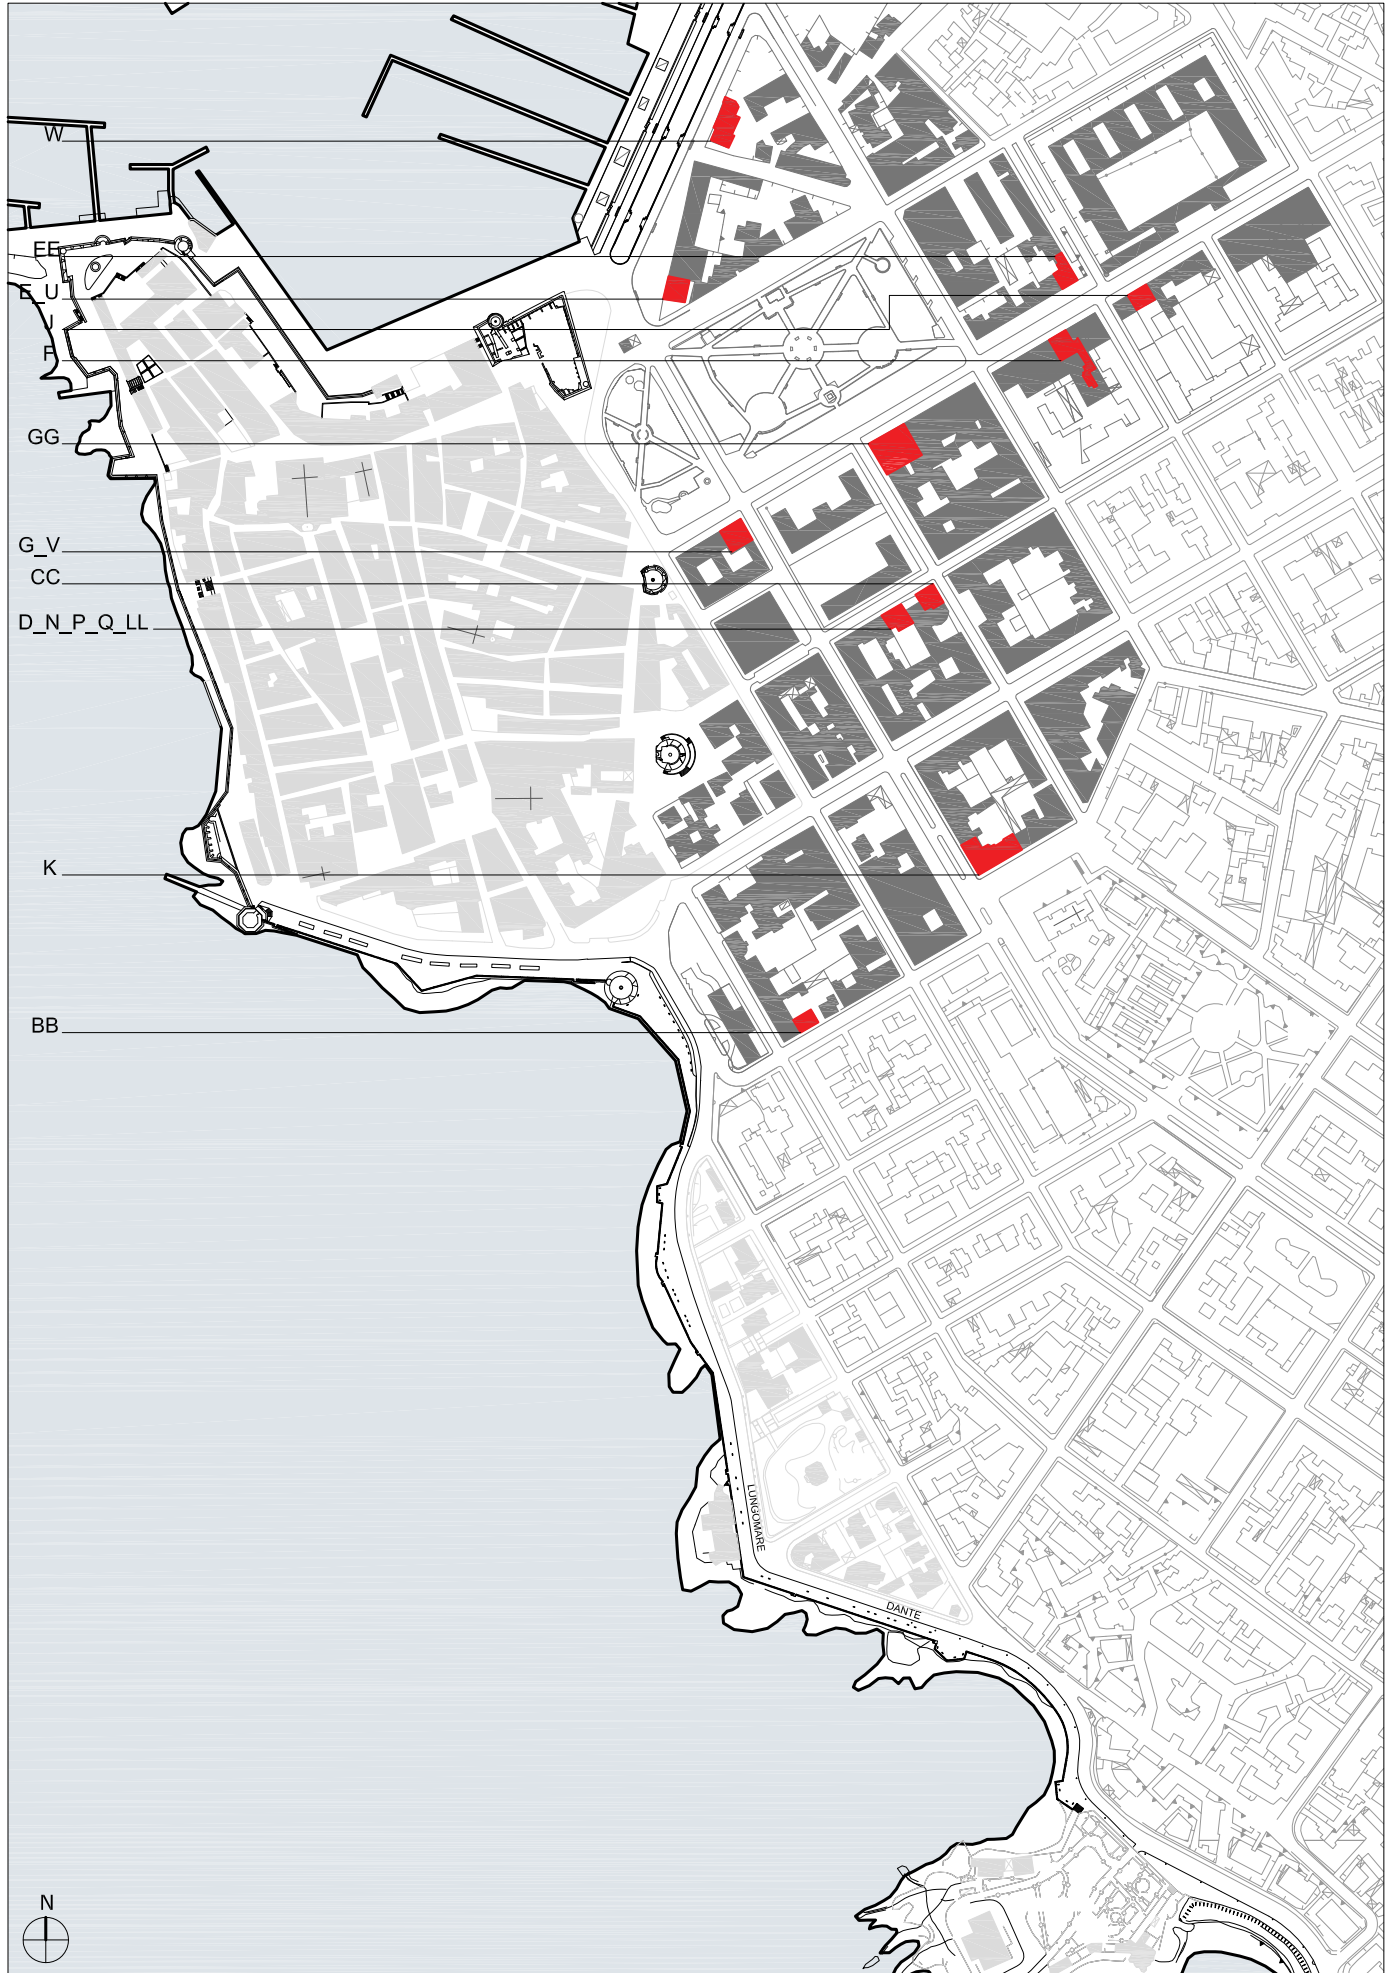 W
EE
E_U
J
F
GG
G_V
CC
D_N_P_Q_LL
K
BB
LUNGOMARE
DANTE
N